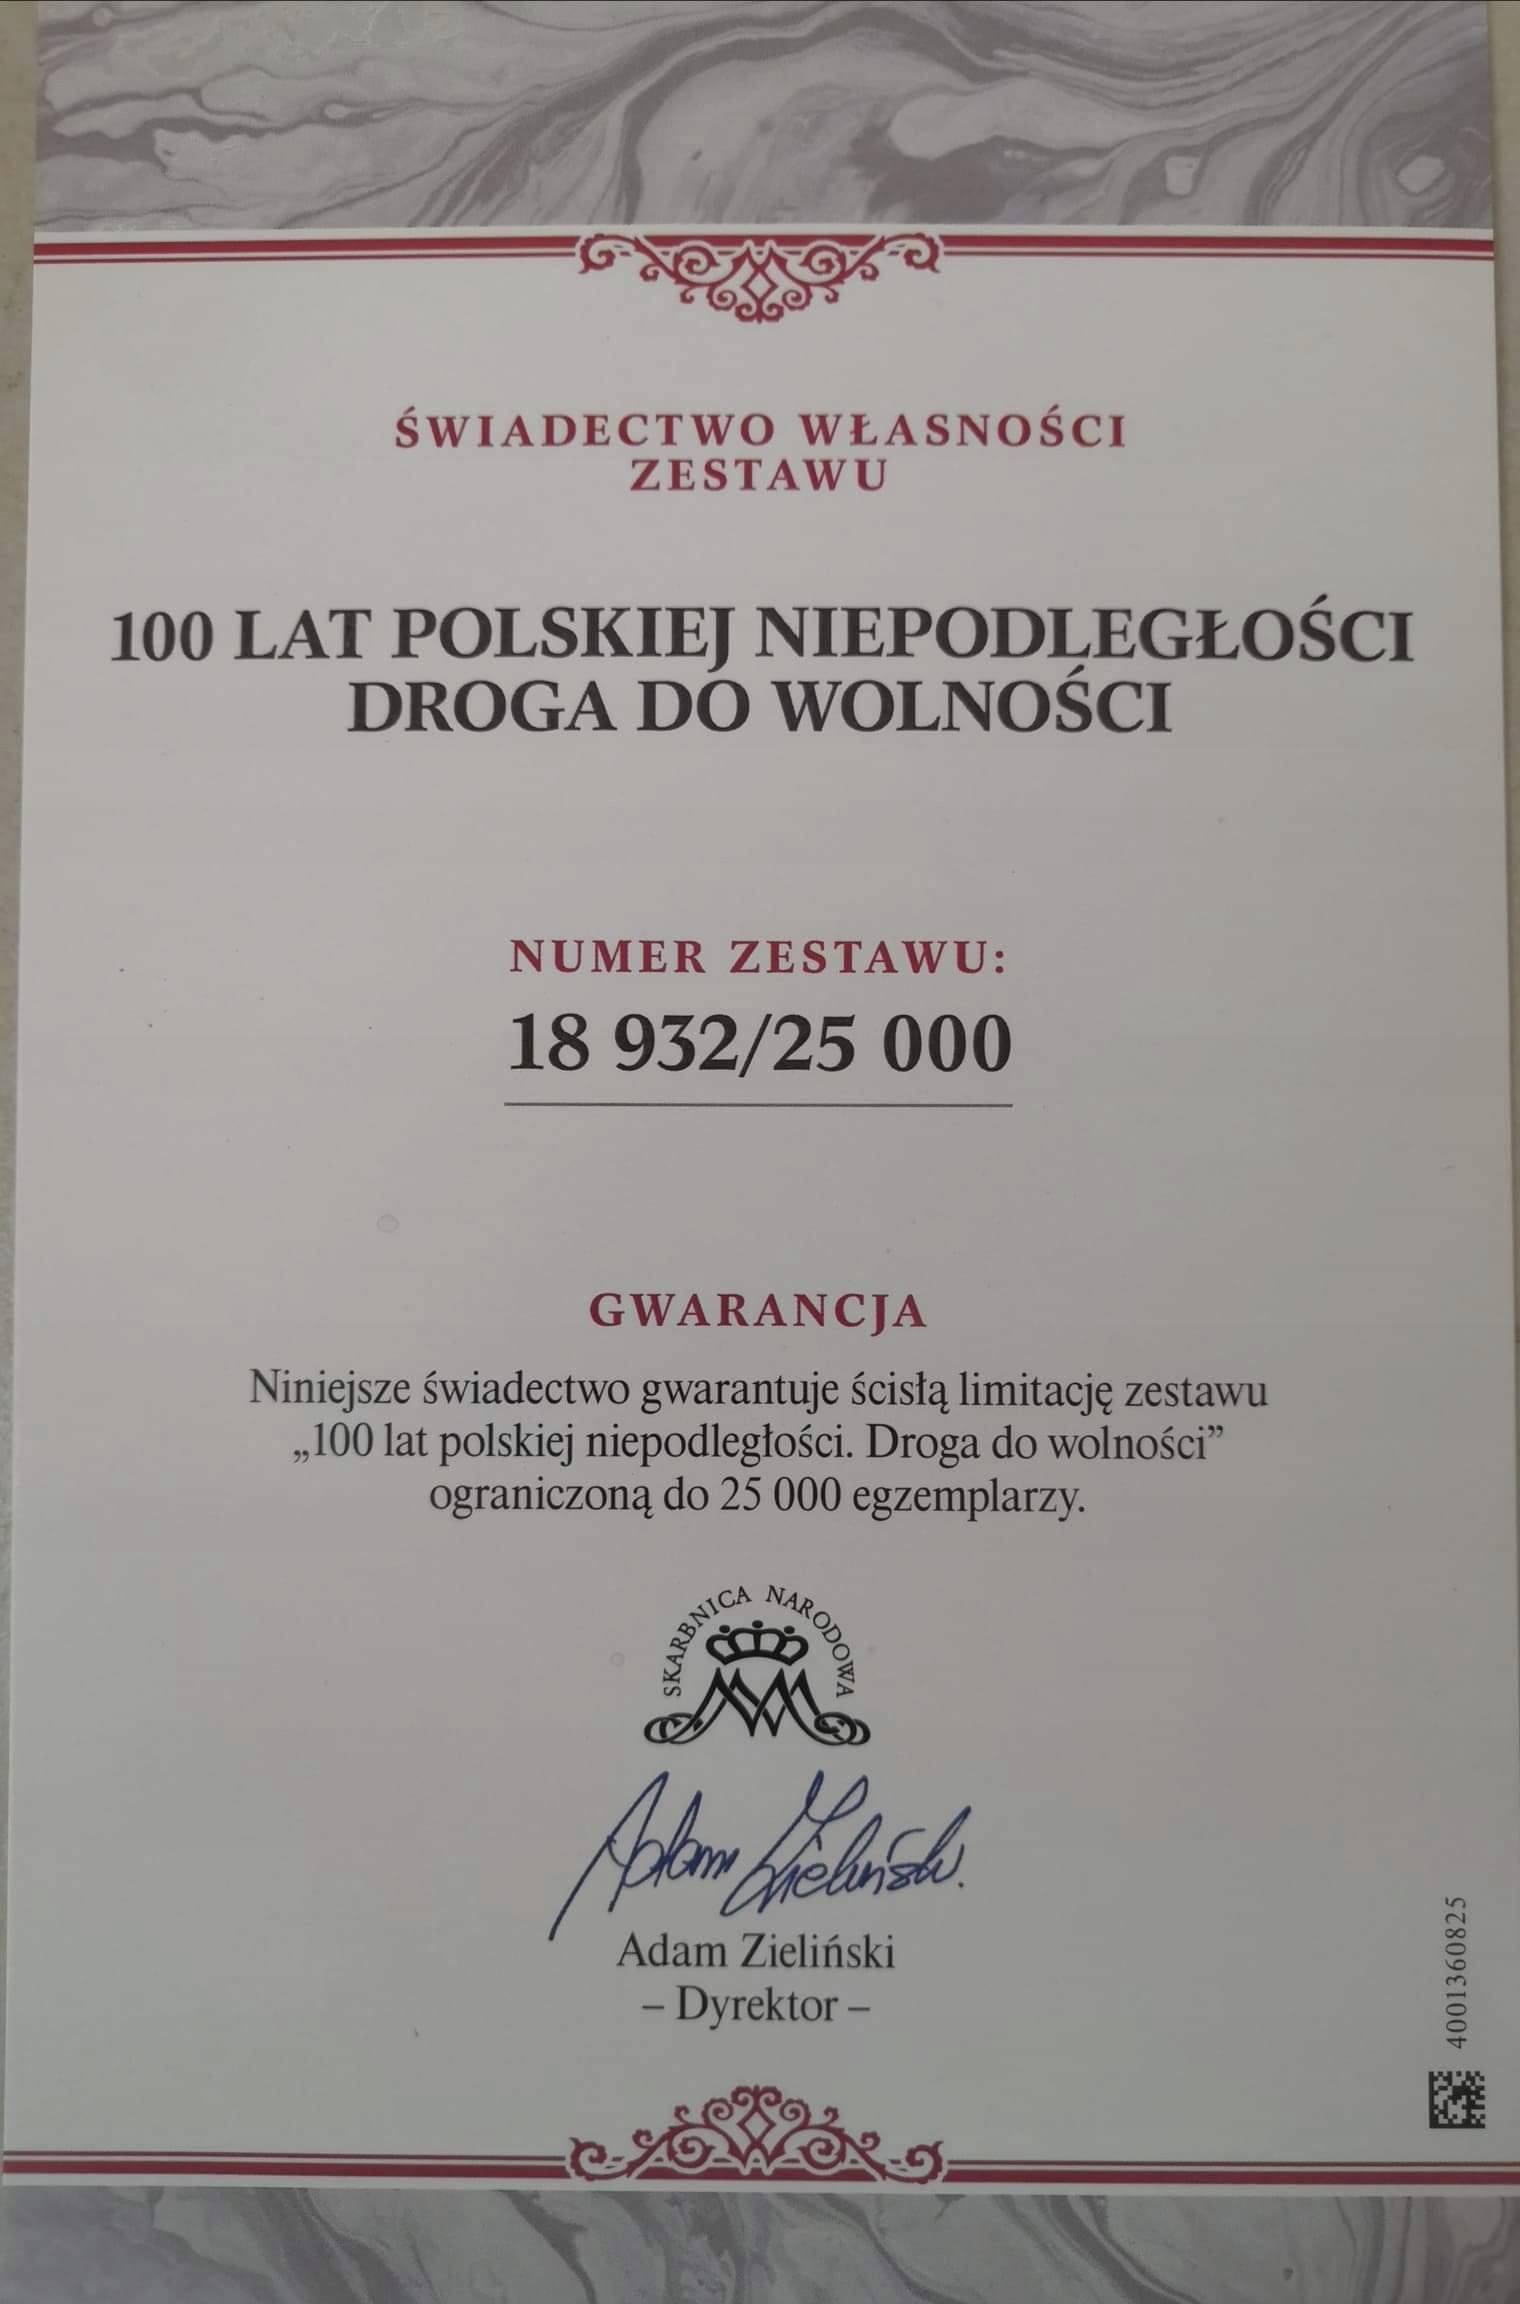 ŚWIADECTWO WŁASNOŚCI
ZESTAWU
100 LAT POLSKIEJ NIEPODLEGŁOŚCI
DROGA DO WOLNOŚCI
NUMER ZESTAWU:
18 932/25 000
GWARANCJA
Niniejsze świadectwo gwarantuje ścisłą limitację zestawu
„100 lat polskiej niepodległości. Droga do wolności”
ograniczoną do 25 000 egzemplarzy.
SKARBNICA NARODOWA
Adam Zieliński
Adam Zieliński
– Dyrektor –
4001360825